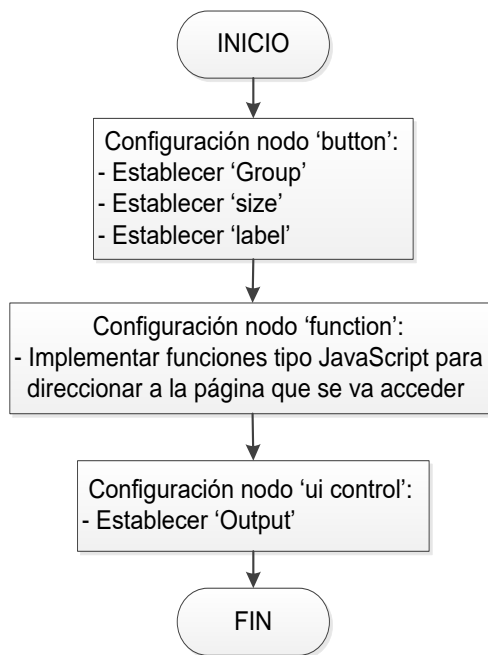 INICIO
Configuración nodo ‘button’:
- Establecer ‘Group’
- Establecer ‘size’
- Establecer ‘label’
Configuración nodo ‘function’:
- Implementar funciones tipo JavaScript para
direccionar a la página que se va acceder
Configuración nodo ‘ui control’:
- Establecer ‘Output’
FIN